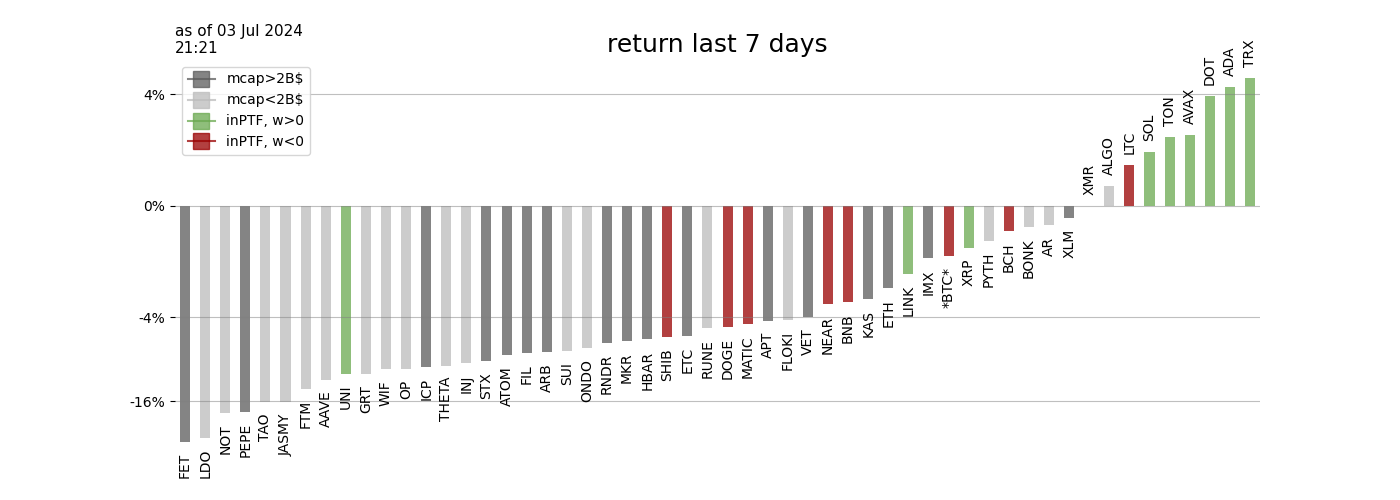 as of 03 Jul 2024
21:21
return last 7 days
mcap>2B$
mcap<2B$
inPTF, w>0
inPTF, w<0
4%
0%
-4%
-16%
FET
LDO
NOT
PEPE
TAO
JASMY
FTM
AAVE
UNI
GRT
WIF
OP
ICP
THETA
INJ
STX
ATOM
FIL
ARB
SUI
ONDO
RNDR
MKR
HBAR
SHIB
ETC
RUNE
DOGE
MATIC
APT
FLOKI
VET
NEAR
BNB
KAS
ETH
LINK
IMX
*BTC*
XRP
PYTH
BCH
BONK
AR
XLM
XMR
ALGO
LTC
SOL
TON
AVAX
DOT
ADA
TRX